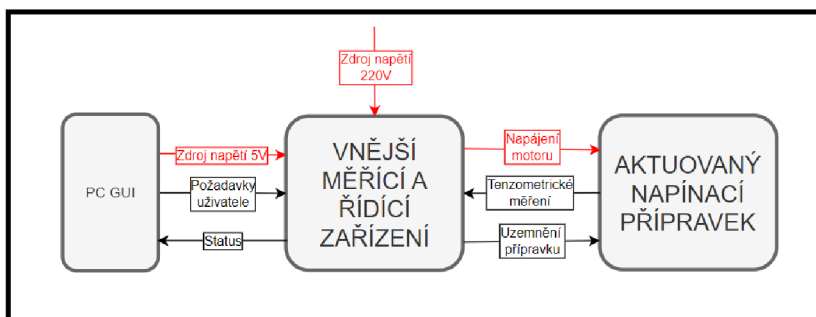 Zdroj napětí
220V
PC GUI
Zdroj napětí 5V
Požadavky
uživatele
Status
VNĚJŠÍ
MĚŘÍCÍ A
ŘÍDÍCÍ
ZAŘÍZENÍ
Napájení
motoru
Tenzometrické
měření
Uzemnění
přípravku
AKTUOVANÝ
NAPÍNACÍ
PŘÍPRAVEK